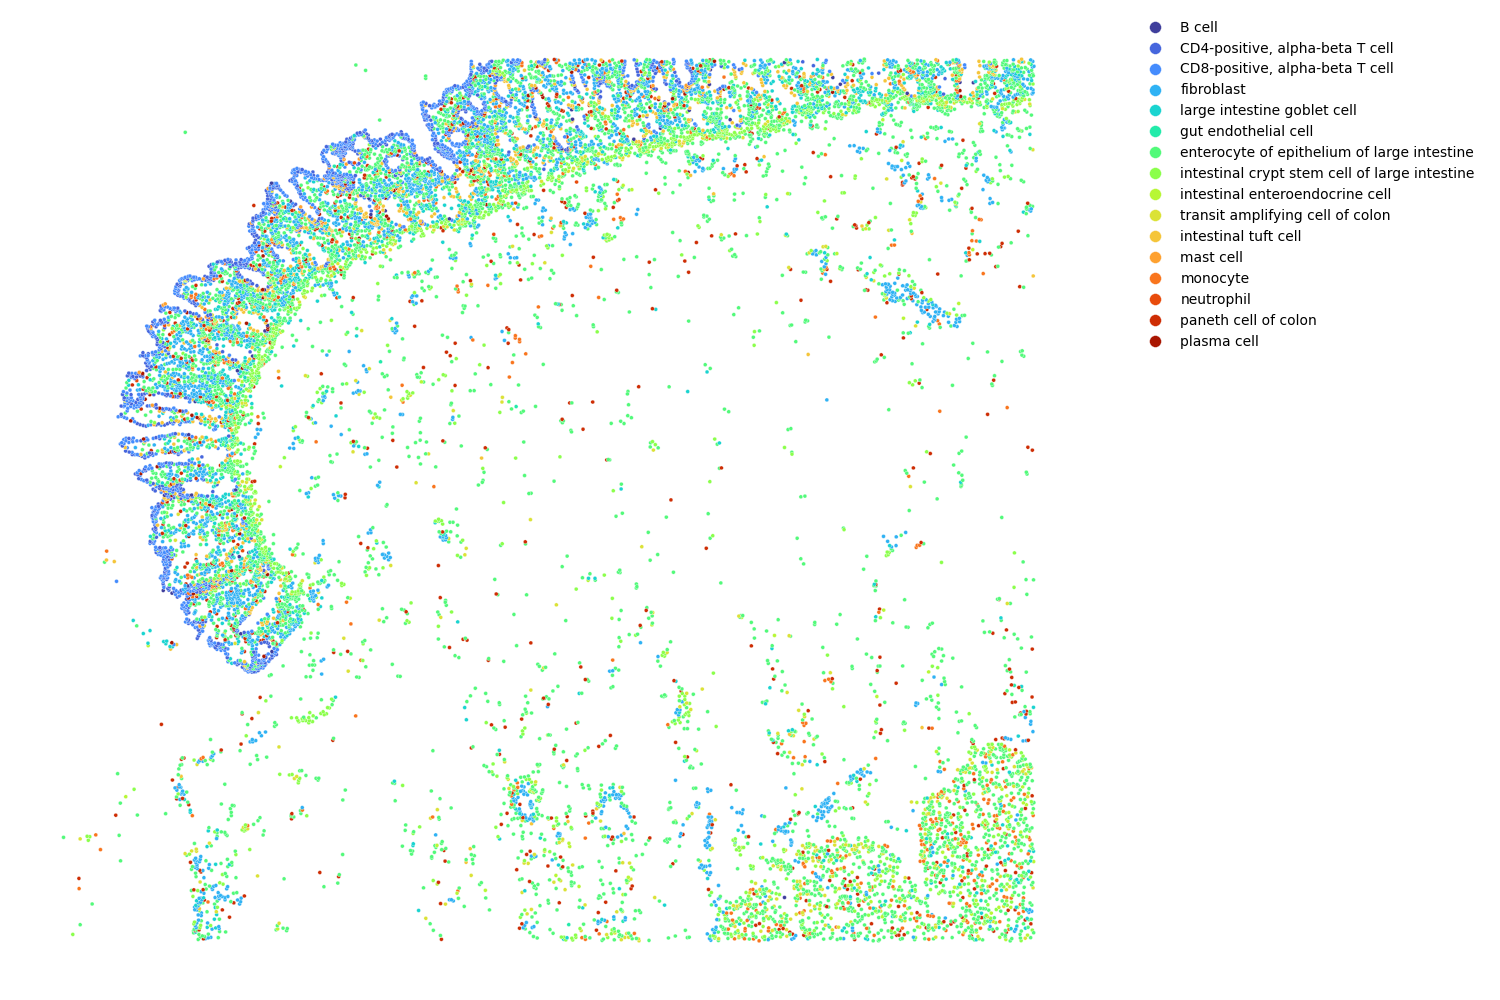 B cell
CD4-positive, alpha-beta T cell
CD8-positive, alpha-beta T cell
fibroblast
large intestine goblet cell
gut endothelial cell
enterocyte of epithelium of large intestine
intestinal crypt stem cell of large intestine
intestinal enteroendocrine cell
transit amplifying cell of colon
intestinal tuft cell
mast cell
monocyte
neutrophil
paneth cell of colon
plasma cell